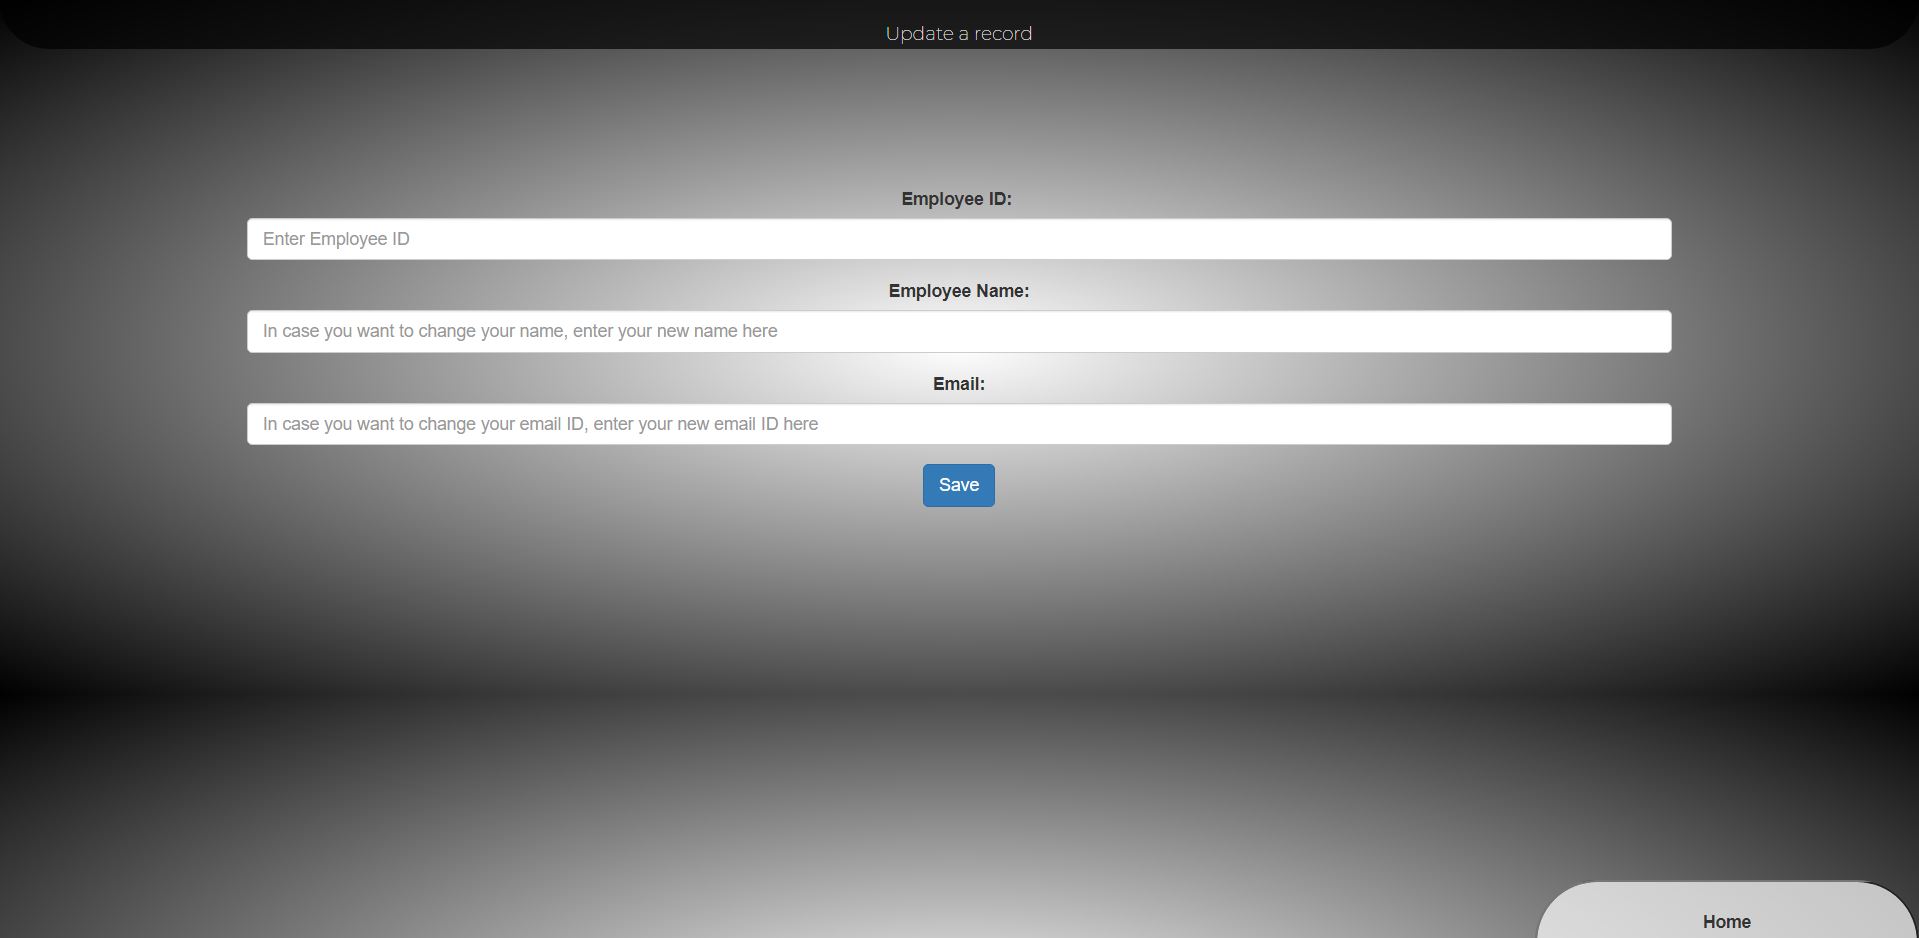 Update a record
Employee ID:
Enter Employee ID
Employee Name:
In case you want to change your name, enter your new name here
Email:
In case you want to change your email ID, enter your new email ID here
Save
Home